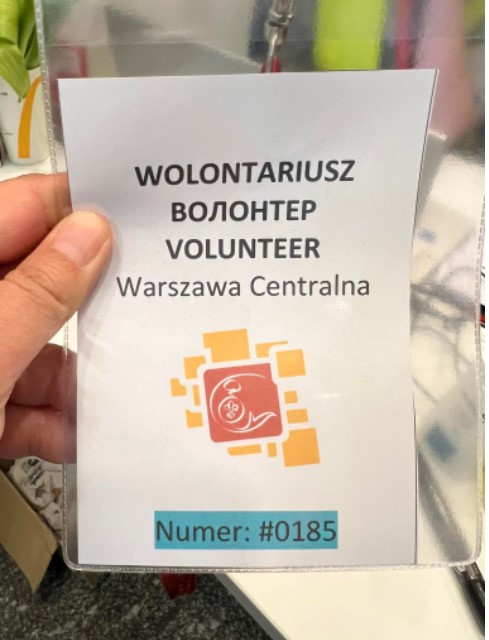 WOLONTARIUSZ
ВОЛОНТЕР
VOLUNTEER
Warszawa Centralna
Numer: #0185